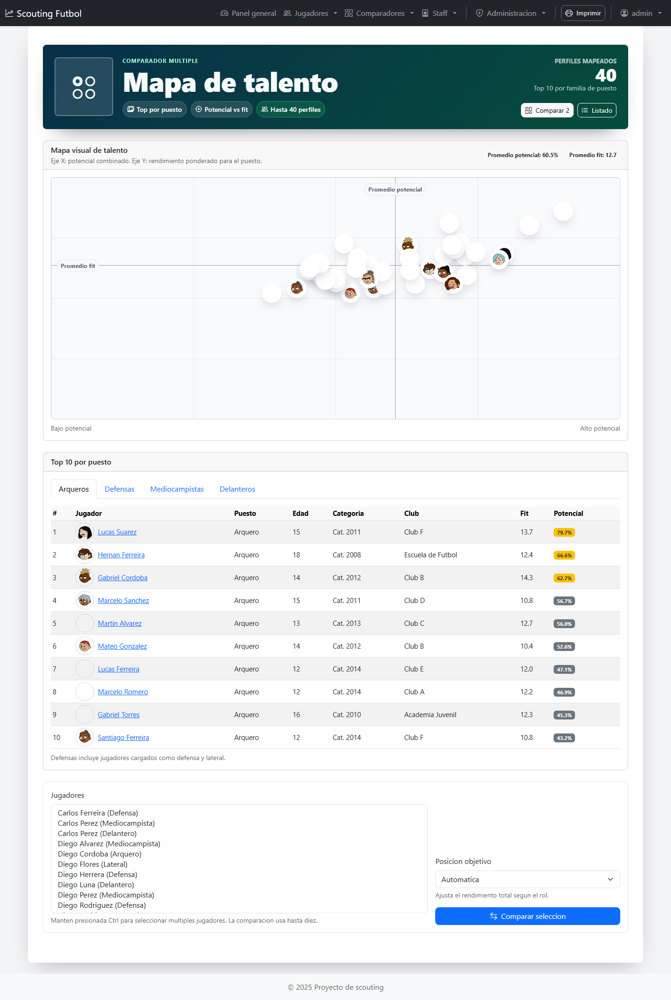 Scouting Futbol
Panel general
Jugadores
Comparadores
Staff
Administracion
Imprimir
admin
COMPARADOR MULTIPLE
Mapa de talento
Top por puesto
Potencial vs fit
Hasta 40 perfiles
PERFILES MAPEADOS
40
Top 10 por familia de puesto
Comparar 2
Listado
Mapa visual de talento
Eje X: potencial combinado. Eje Y: rendimiento ponderado para el puesto.
Promedio potencial: 60.5%
Promedio fit: 12.7
Promedio potencial
Promedio fit
Bajo potencial
Alto potencial
Top 10 por puesto
Arqueros
Defensas
Mediocampistas
Delanteros
# Jugador Puesto Edad Categoria Club Fit Potencial
1 Lucas Suarez Arquero 15 Cat. 2011 Club F 13.7 79.7%
2 Hernan Ferreira Arquero 18 Cat. 2008 Escuela de Futbol 12.4 66.6%
3 Gabriel Cordoba Arquero 14 Cat. 2012 Club B 14.3 62.7%
4 Marcelo Sanchez Arquero 15 Cat. 2011 Club D 10.8 56.7%
5 Martin Alvarez Arquero 13 Cat. 2013 Club C 12.7 56.0%
6 Mateo Gonzalez Arquero 14 Cat. 2012 Club B 10.4 52.6%
7 Lucas Ferreira Arquero 12 Cat. 2014 Club E 12.0 47.1%
8 Marcelo Romero Arquero 12 Cat. 2014 Club A 12.2 46.9%
9 Gabriel Torres Arquero 16 Cat. 2010 Academia Juvenil 12.3 45.3%
10 Santiago Ferreira Arquero 12 Cat. 2014 Club F 10.8 43.2%
Defensas incluye jugadores cargados como defensa y lateral.
Jugadores
Carlos Ferreira (Defensa)
Carlos Perez (Mediocampista)
Carlos Perez (Delantero)
Diego Alvarez (Mediocampista)
Diego Cordoba (Arquero)
Diego Flores (Lateral)
Diego Herrera (Defensa)
Diego Luna (Delantero)
Diego Perez (Mediocampista)
Diego Rodriguez (Defensa)
Manten presionada Ctrl para seleccionar multiples jugadores. La comparacion usa hasta diez.
Posicion objetivo
Automatica
Ajusta el rendimiento total segun el rol.
Comparar seleccion
© 2025 Proyecto de scouting